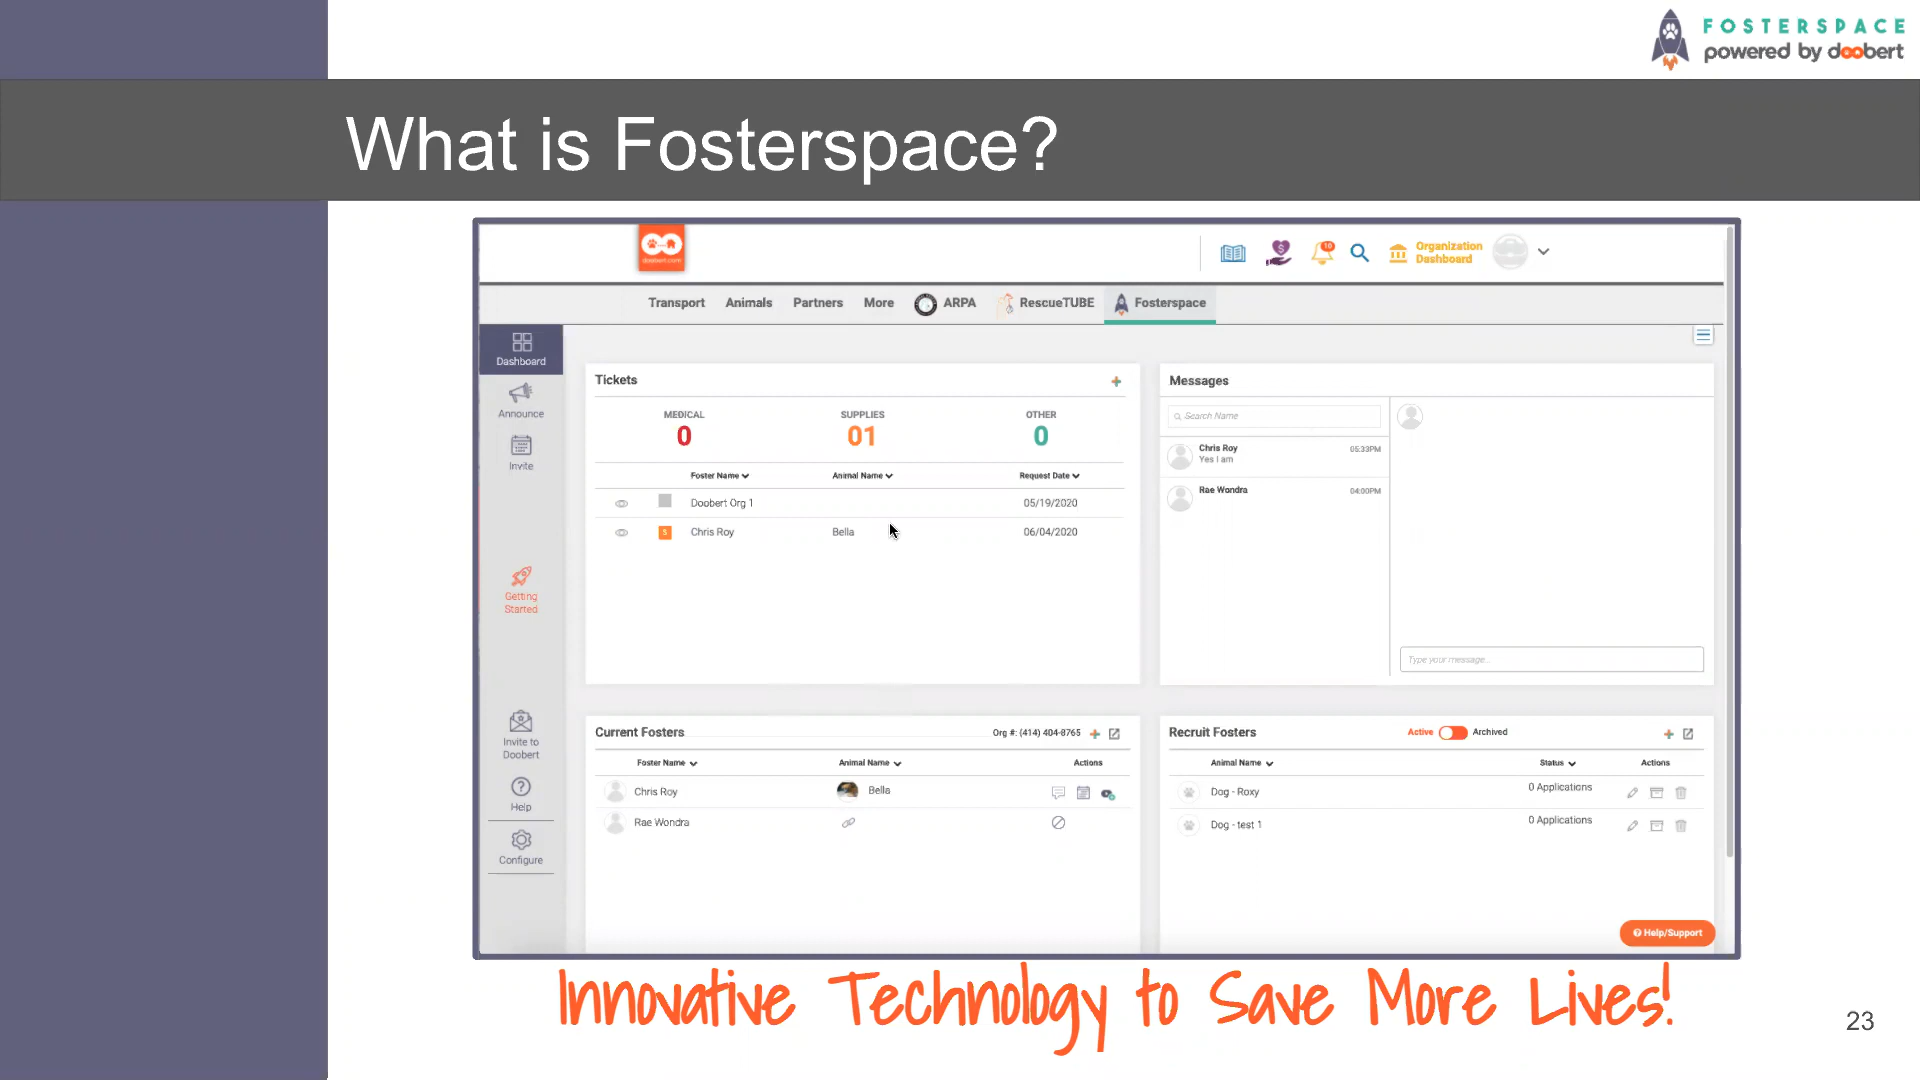 FOSTERSPACE
powered by doobert
What is Fosterspace?
doobert.com
10
Organization
Dashboard
Transport Animals Partners More ARPA RescueTUBE Fosterspace
Dashboard
Announce
Invite
Getting
Started
Invite to
Doobert
Help
Configure
Tickets
MEDICAL SUPPLIES OTHER
0 01 0
Foster Name Animal Name Request Date
Doobert Org 1 05/19/2020
S Chris Roy Bella 06/04/2020
Messages
Search Name
Chris Roy 05:33PM
Yes I am
Rae Wondra 04:00PM
Type your message...
Current Fosters Org #: (414) 404-8765
Foster Name Animal Name Actions
Chris Roy Bella
Rae Wondra
Recruit Fosters Active Archived
Animal Name Status Actions
Dog - Roxy 0 Applications
Dog - test 1 0 Applications
Help/Support
Innovative Technology to Save More Lives!
23